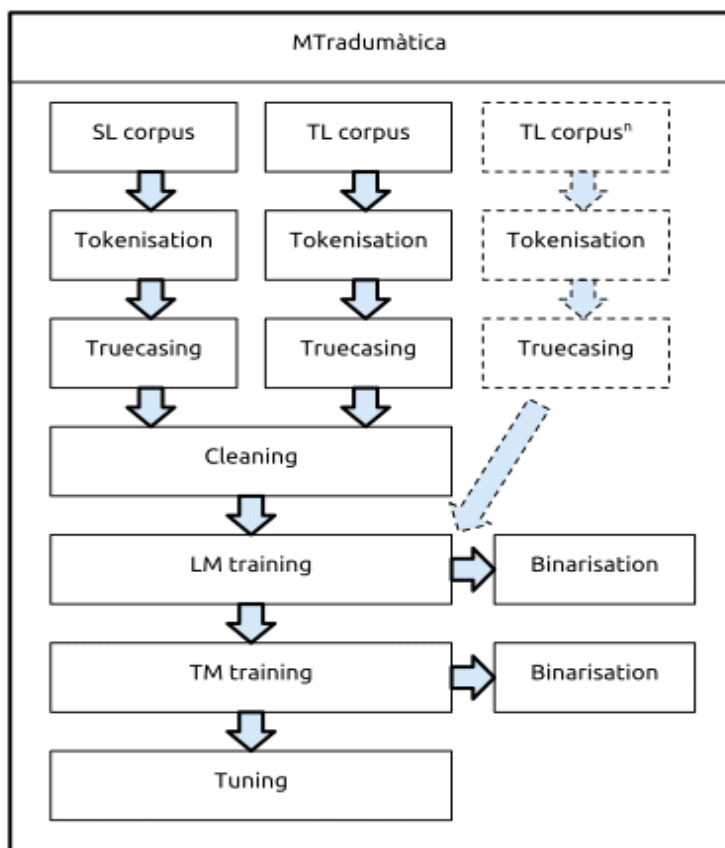 MTradumàtica
SL corpus
TL corpus
TL corpusⁿ
Tokenisation
Tokenisation
Tokenisation
Truecasing
Truecasing
Truecasing
Cleaning
LM training
Binarisation
TM training
Binarisation
Tuning